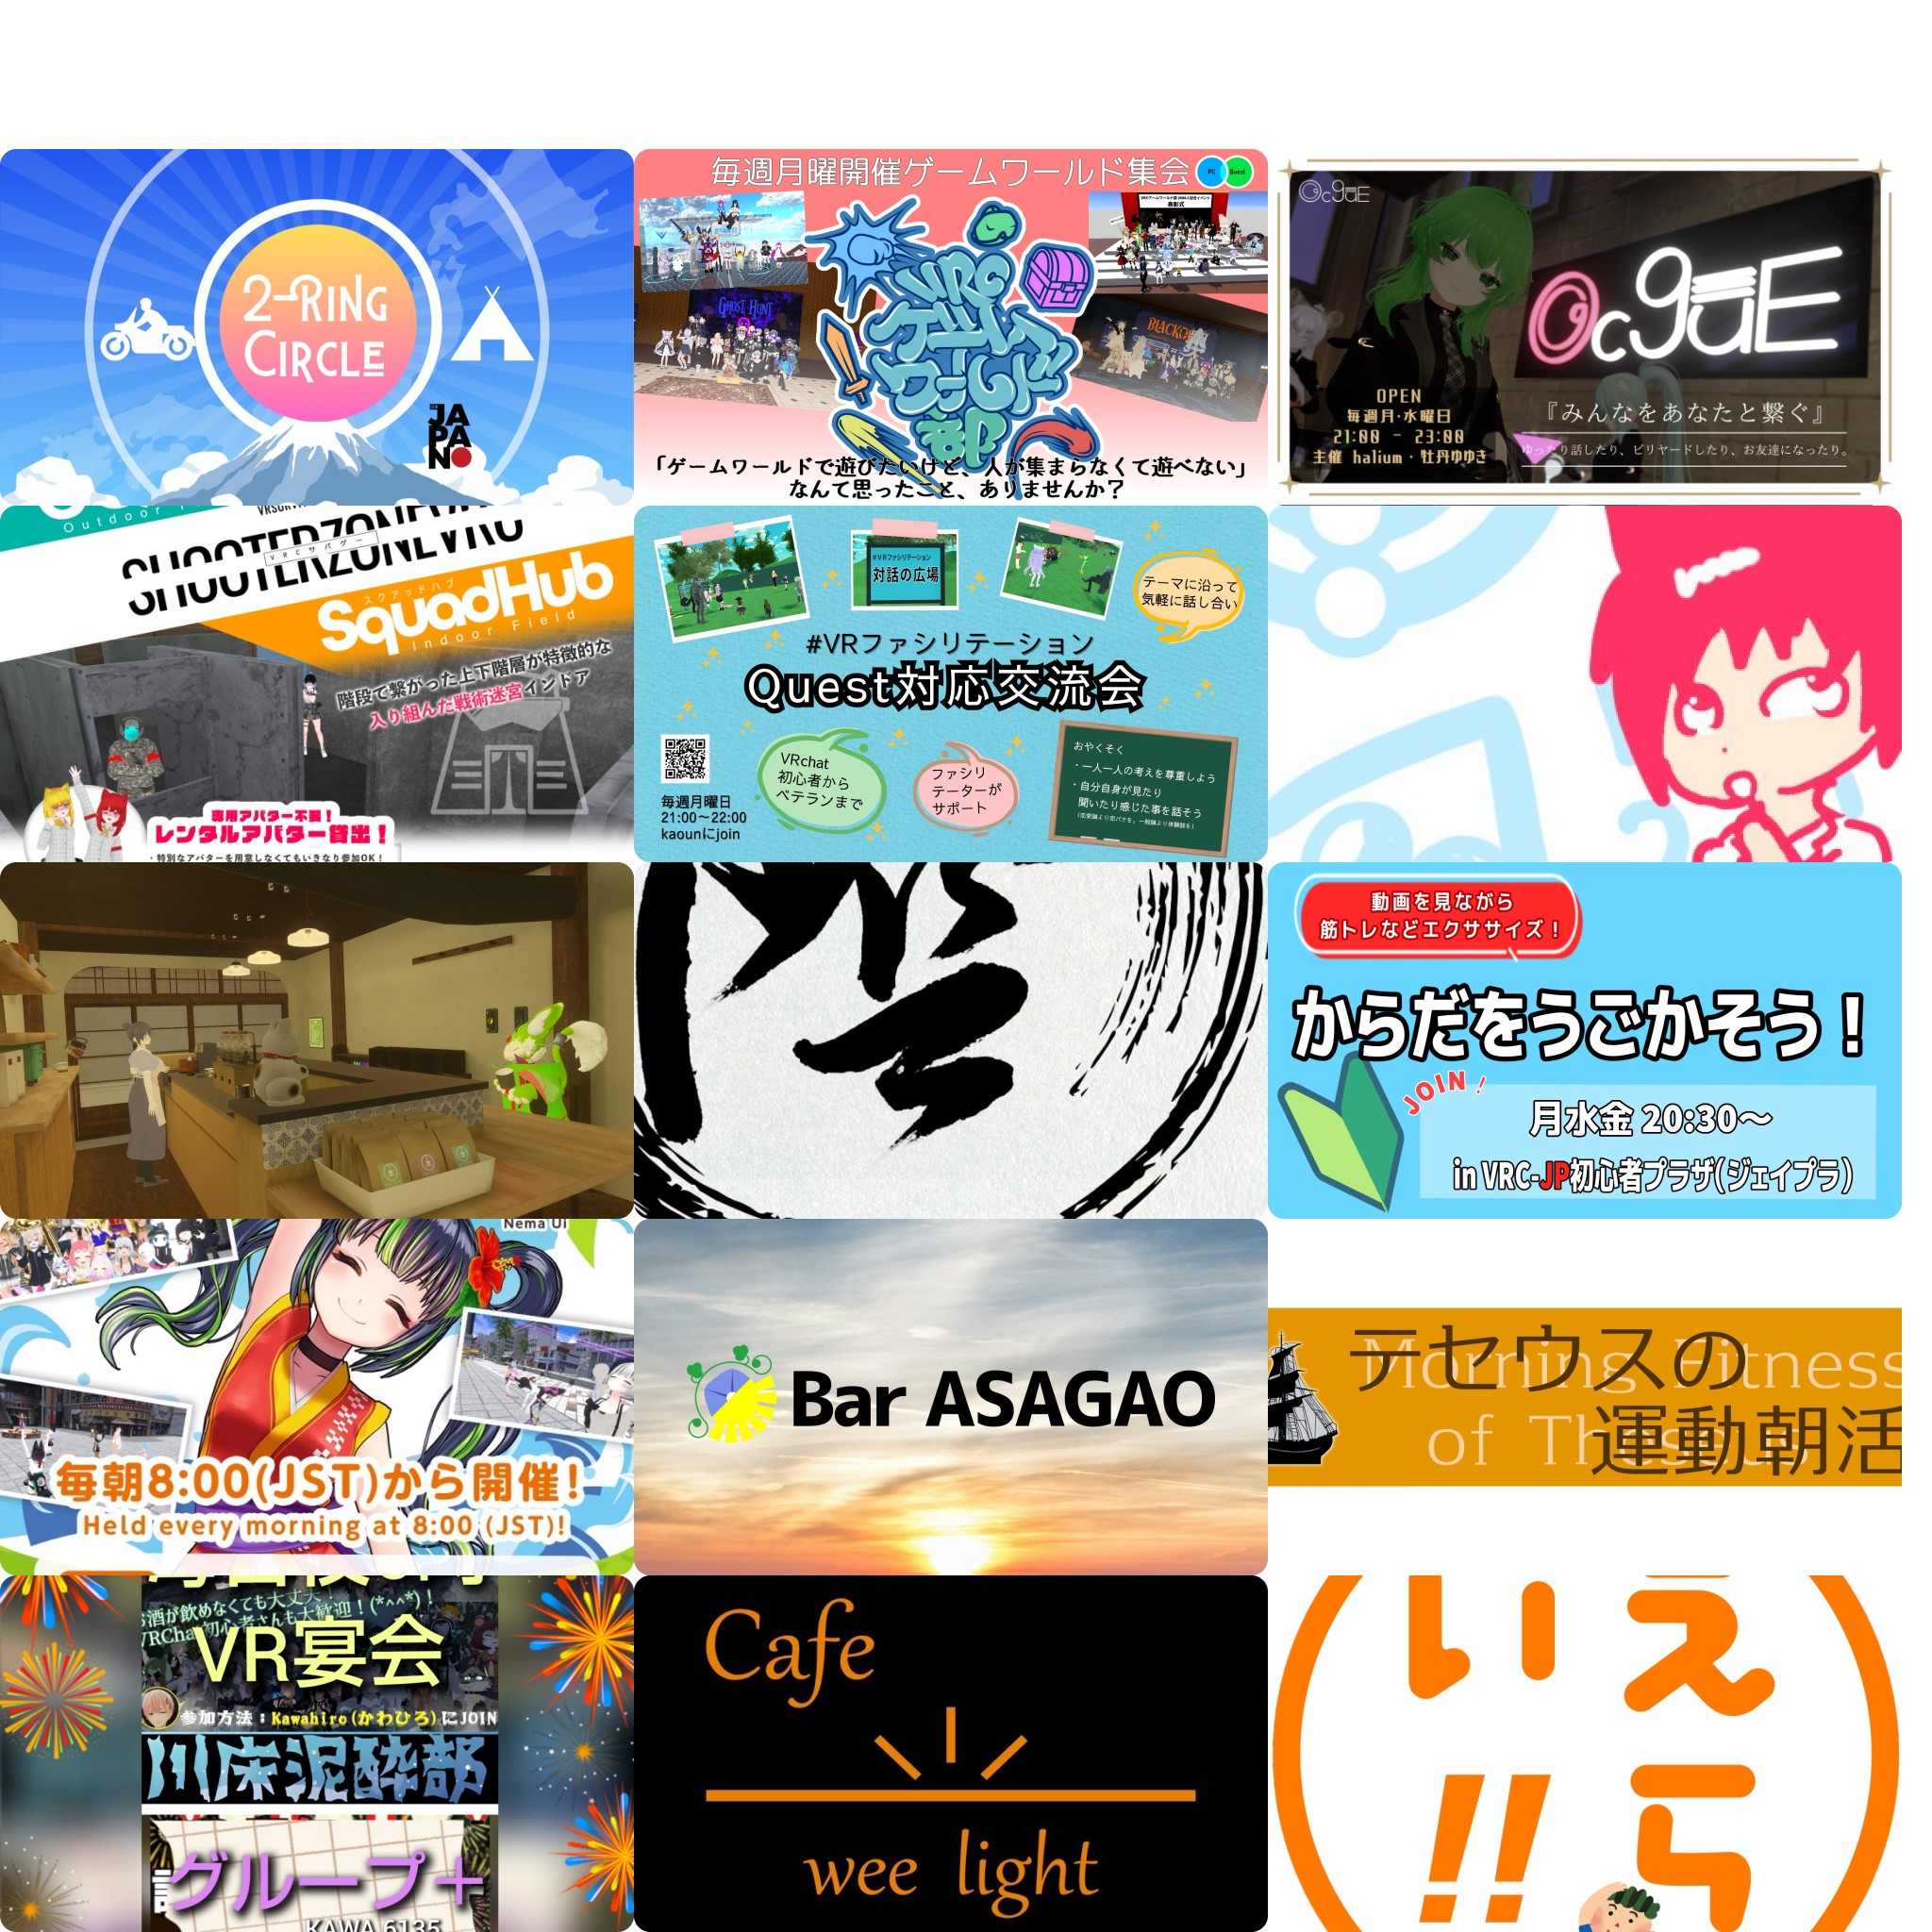 2-RING
CIRCLE
JA
PA
N
毎週月曜開催ゲームワールド集会
PC
Quest
GHOST HUNT
VRC
ゲーム
ワールド
部
「ゲームワールドで遊びたいけど、人が集まらなくて遊べない」
なんて思ったこと、ありませんか？
OcguE
OcguE
OPEN
毎週月・水曜日
21:00 - 23:00
主催 halium・牡丹ゆゆき
『みんなをあなたと繋ぐ』
ゆったり話したり、ビリヤードしたり、お友達になったり。
Outdoor
SHOOTERZONEVRC
VRCサバゲー
スクアッドハブ
SquadHub
Indoor Field
階段で繋がった上下階層が特徴的な
入り組んだ戦術迷宮インドア
専用アバター不要！
レンタルアバター貸出！
・特別なアバターを用意しなくてもいきなり参加OK！
#VRファシリテーション
対話の広場
テーマに沿って
気軽に話し合い
#VRファシリテーション
Quest対応交流会
VRchat
初心者から
ベテランまで
ファシリ
テーターが
サポート
おやくそく
・一人一人の考えを尊重しよう
・自分自身が見たり
聞いたり感じた事を話そう
毎週月曜日
21:00～22:00
kaounにjoin
動画を見ながら
筋トレなどエクササイズ！
からだをうごかそう！
JOIN!
月水金 20:30～
in VRC-JP初心者プラザ(ジェイプラ)
Nema Ui
毎朝8:00(JST)から開催!
Held every morning at 8:00 (JST)!
Bar ASAGAO
テセウスの
Morning Fitness
of
運動朝活
お酒が飲めなくても大丈夫！
VRChat初心者さんも大歓迎！(*^^*)！
VR宴会
参加方法：Kawahiro(かわひろ)にJOIN
川床泥酔部
グループ＋
KAWA.6135
Cafe
wee light
えら
い!!